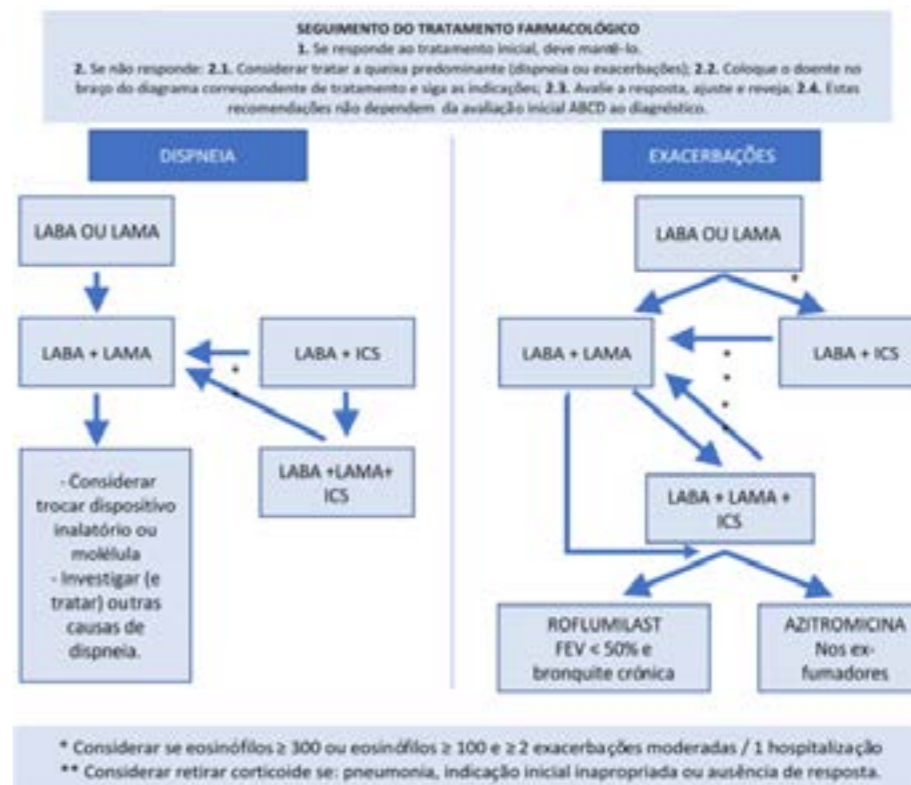 SEGUIMENTO DO TRATAMENTO FARMACOLÓGICO
1. Se responde ao tratamento inicial, deve mantê-lo.
2. Se não responde: 2.1. Considerar tratar a queixa predominante (dispneia ou exacerbações); 2.2. Coloque o doente no
braço do diagrama correspondente de tratamento e siga as indicações; 2.3. Avalie a resposta, ajuste e reveja; 2.4. Estas
recomendações não dependem da avaliação inicial ABCD ao diagnóstico.
DISPNEIA
LABA OU LAMA
LABA + LAMA
LABA + ICS
*
*
LABA +LAMA+
ICS
- Considerar
trocar dispositivo
inalatório ou
molélula
- Investigar (e
tratar) outras
causas de
dispneia.
EXACERBAÇÕES
LABA OU LAMA
*
LABA + LAMA
LABA + ICS
*
*
*
*
LABA + LAMA +
ICS
ROFLUMILAST
FEV < 50% e
bronquite crónica
AZITROMICINA
Nos ex-
fumadores
* Considerar se eosinófilos ≥ 300 ou eosinófilos ≥ 100 e ≥ 2 exacerbações moderadas / 1 hospitalização
** Considerar retirar corticoide se: pneumonia, indicação inicial inapropriada ou ausência de resposta.